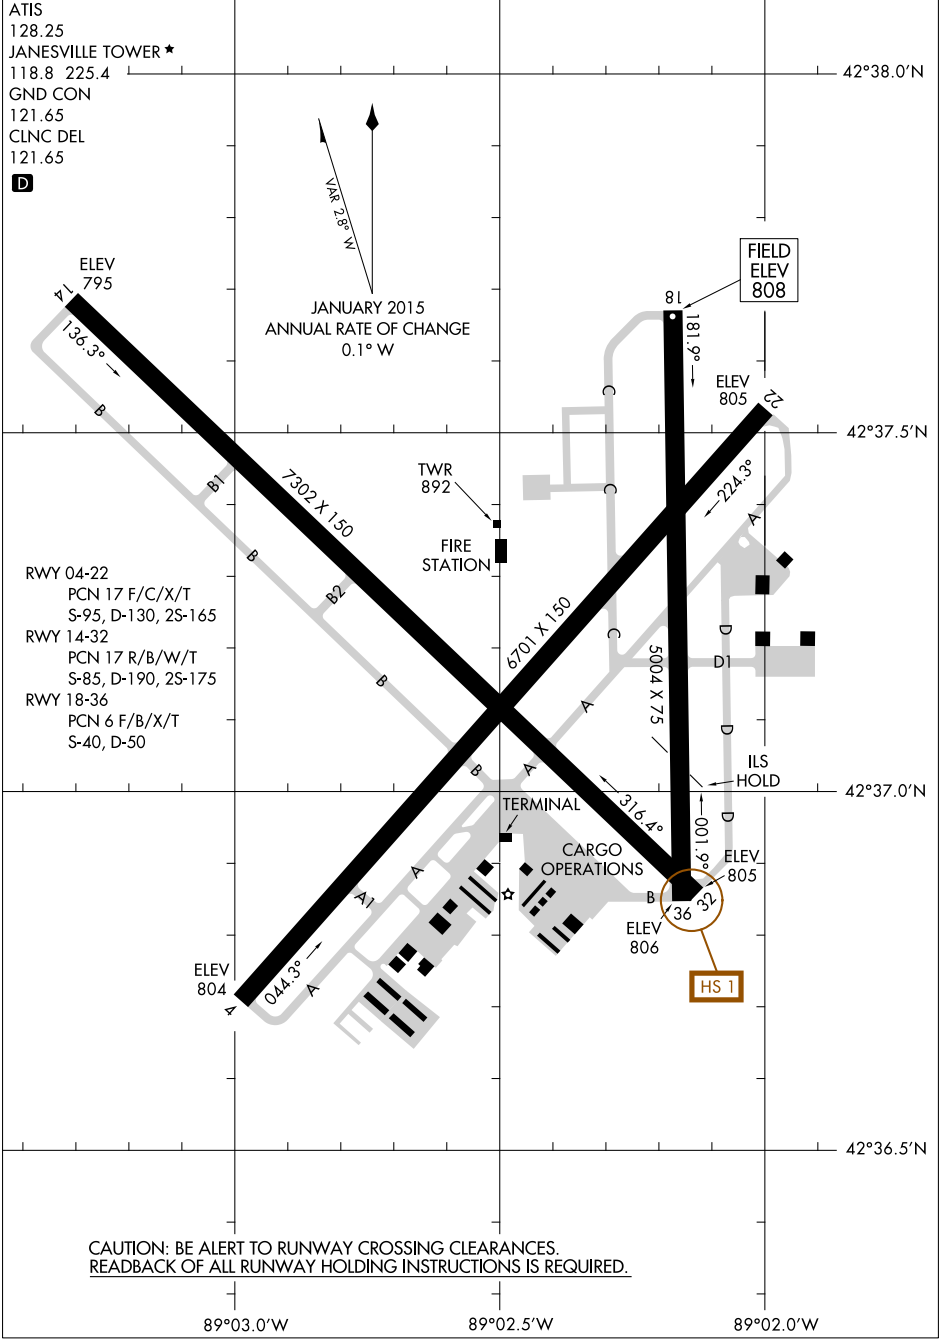 ATIS
128.25
JANESVILLE TOWER ★
118.8 225.4
GND CON
121.65
CLNC DEL
121.65
D
42°38.0'N
VAR 2.8° W
JANUARY 2015
ANNUAL RATE OF CHANGE
0.1° W
FIELD
ELEV
808
ELEV
795
14
136.3°
18
181.9°
ELEV
805
22
224.3°
42°37.5'N
B
B1
B
B2
B
B
7302 X 150
TWR
892
FIRE
STATION
C
C
C
A
D
D1
D
D
6701 X 150
5004 X 75
RWY 04-22
PCN 17 F/C/X/T
S-95, D-130, 2S-165
RWY 14-32
PCN 17 R/B/W/T
S-85, D-190, 2S-175
RWY 18-36
PCN 6 F/B/X/T
S-40, D-50
A
A
ILS
HOLD
42°37.0'N
TERMINAL
316.4°
001.9°
CARGO
OPERATIONS
ELEV
805
A
A1
B
36
32
ELEV
806
HS 1
ELEV
804
044.3°
A
4
42°36.5'N
CAUTION: BE ALERT TO RUNWAY CROSSING CLEARANCES.
READBACK OF ALL RUNWAY HOLDING INSTRUCTIONS IS REQUIRED.
89°03.0'W
89°02.5'W
89°02.0'W